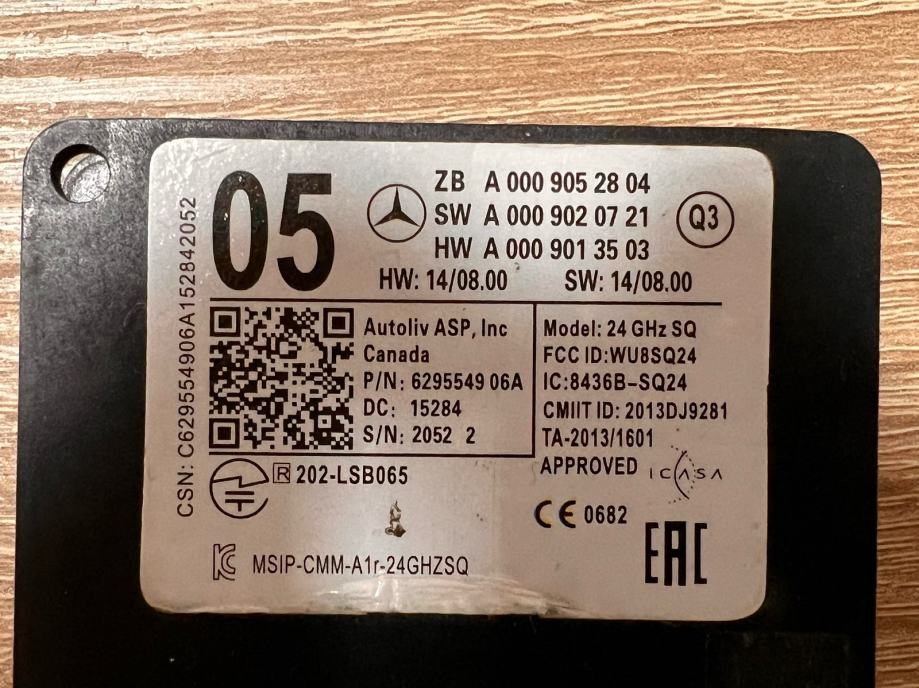 05
ZB A 000 905 28 04
SW A 000 902 07 21
HW A 000 901 35 03
Q3
HW: 14/08.00 SW: 14/08.00
CSN: C629554906A152842052
Autoliv ASP, Inc
Canada
P/N: 6295549 06A
DC: 15284
S/N: 2052 2
Model: 24 GHz SQ
FCC ID:WU8SQ24
IC:8436B-SQ24
CMIIT ID: 2013DJ9281
TA-2013/1601
APPROVED ICASA
R 202-LSB065
CE 0682
KC MSIP-CMM-A1r-24GHZSQ
EAC